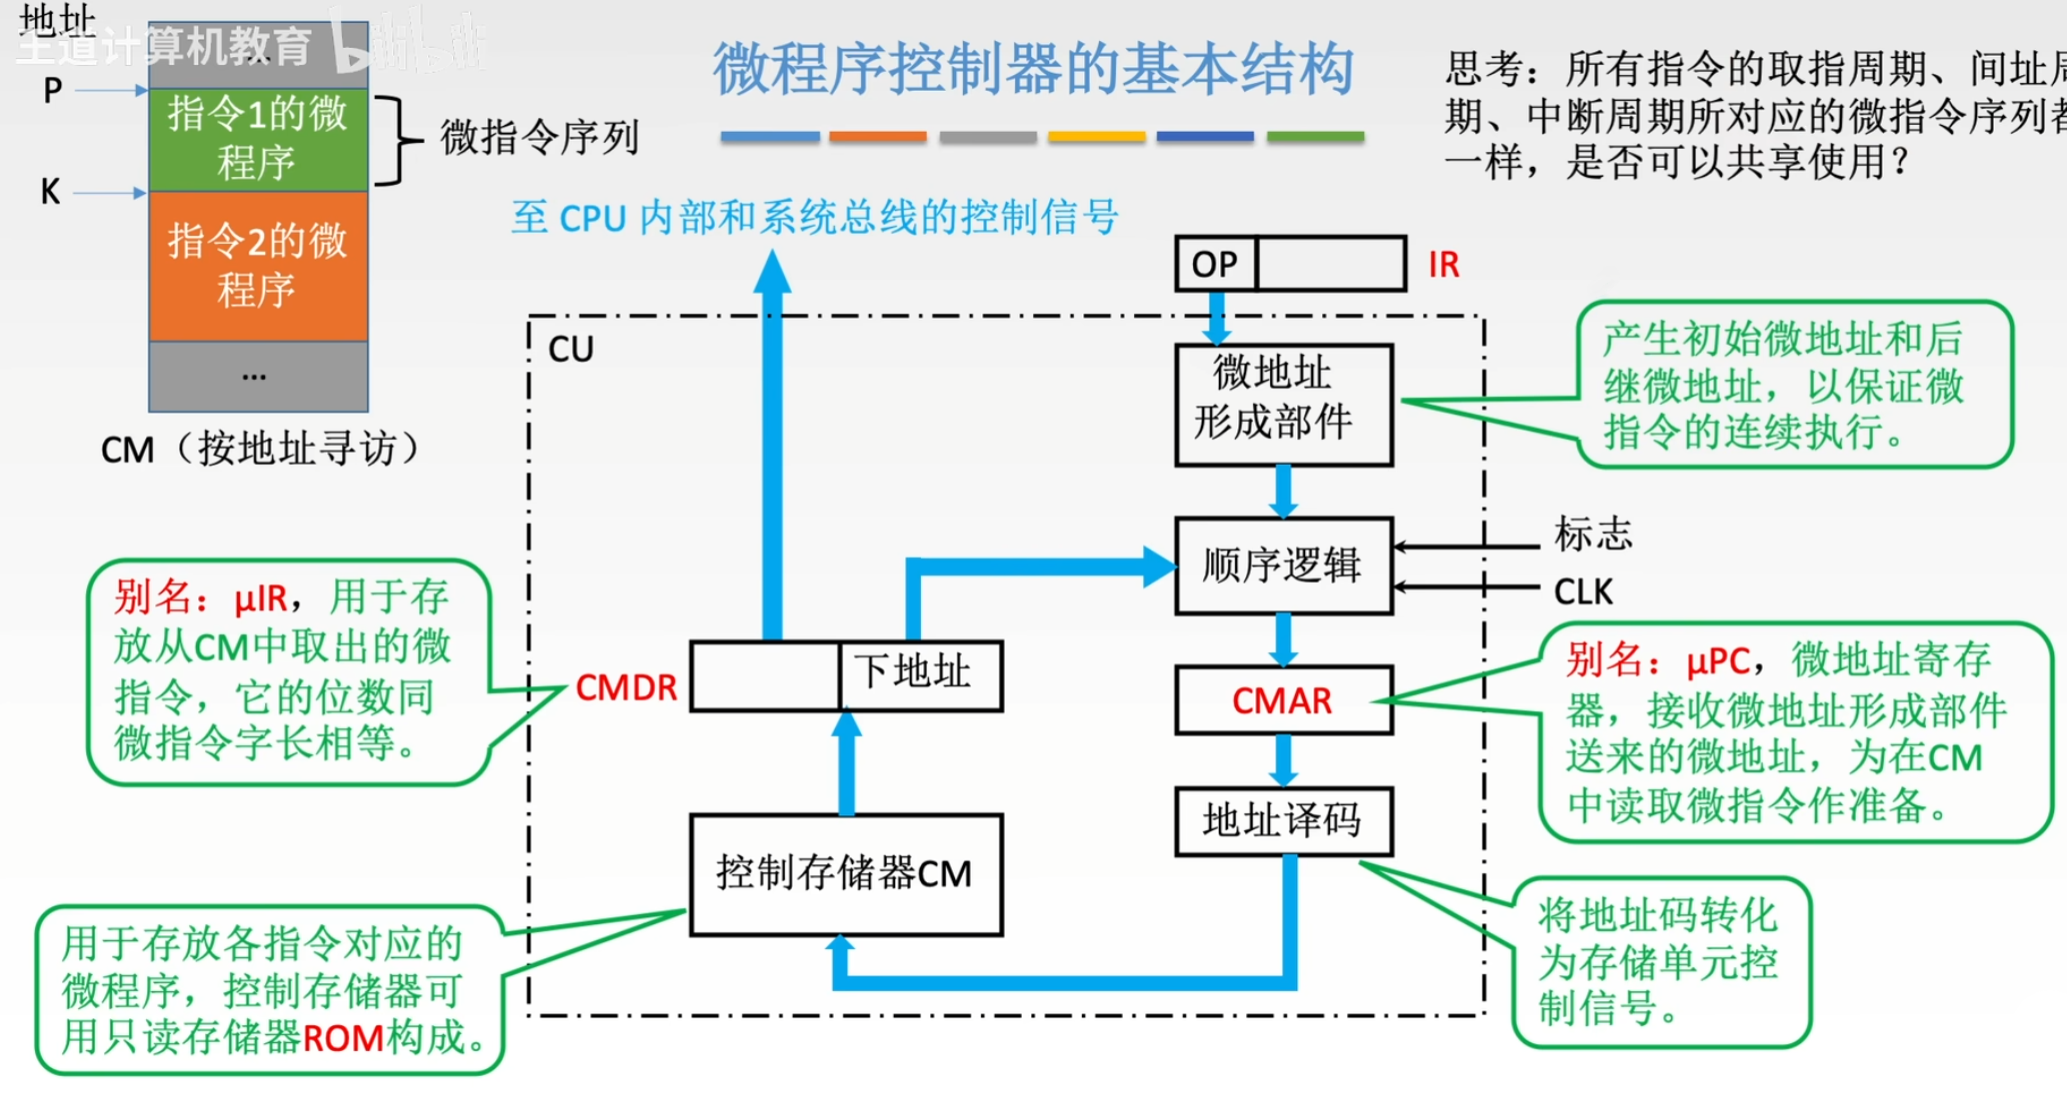 地址
王道计算机教育 bilibili
...
P
指令1的微
程序
K
指令2的微
程序
...
CM（按地址寻访）
微指令序列
微程序控制器的基本结构
思考：所有指令的取指周期、间址周
期、中断周期所对应的微指令序列都
一样，是否可以共享使用？
至 CPU 内部和系统总线的控制信号
OP
IR
CU
微地址
形成部件
产生初始微地址和后
继微地址，以保证微
指令的连续执行。
顺序逻辑
标志
CLK
别名：μIR，用于存
放从CM中取出的微
指令，它的位数同
微指令字长相等。
CMDR
下地址
CMAR
别名：μPC，微地址寄存
器，接收微地址形成部件
送来的微地址，为在CM
中读取微指令作准备。
地址译码
控制存储器CM
用于存放各指令对应的
微程序，控制存储器可
用只读存储器ROM构成。
将地址码转化
为存储单元控
制信号。